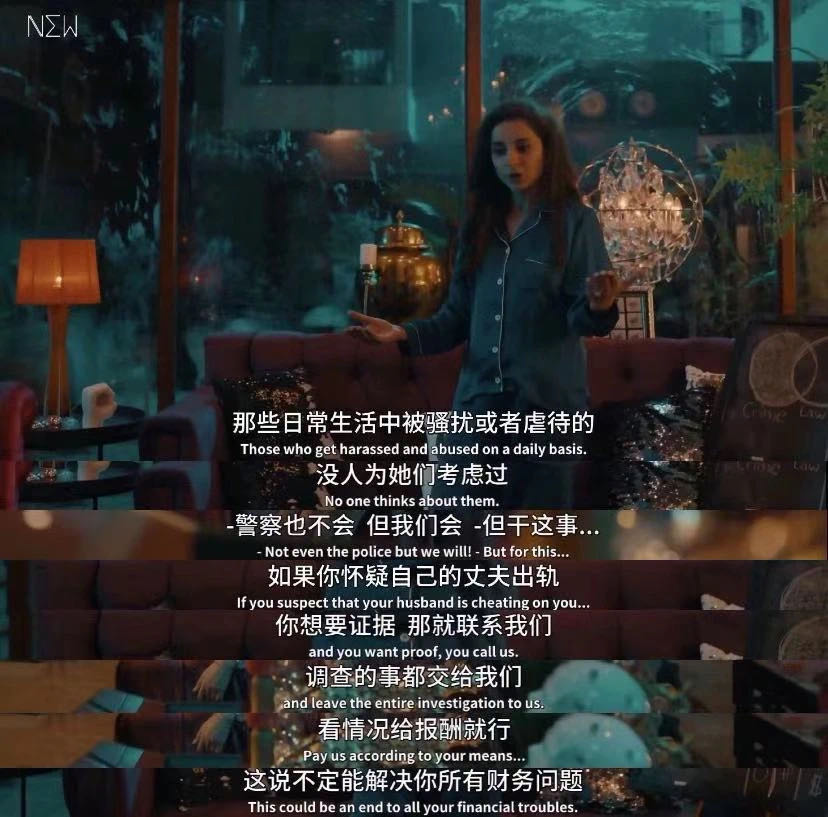 NΣW
那些日常生活中被骚扰或者虐待的
Those who get harassed and abused on a daily basis.
Crime Law
没人为她们考虑过
No one thinks about them.
Crime Law
-警察也不会 但我们会 -但干这事...
- Not even the police but we will! - But for this...
如果你怀疑自己的丈夫出轨
If you suspect that your husband is cheating on you...
你想要证据 那就联系我们
and you want proof, you call us.
调查的事都交给我们
and leave the entire investigation to us.
看情况给报酬就行
Pay us according to your means...
这说不定能解决你所有财务问题
This could be an end to all your financial troubles.